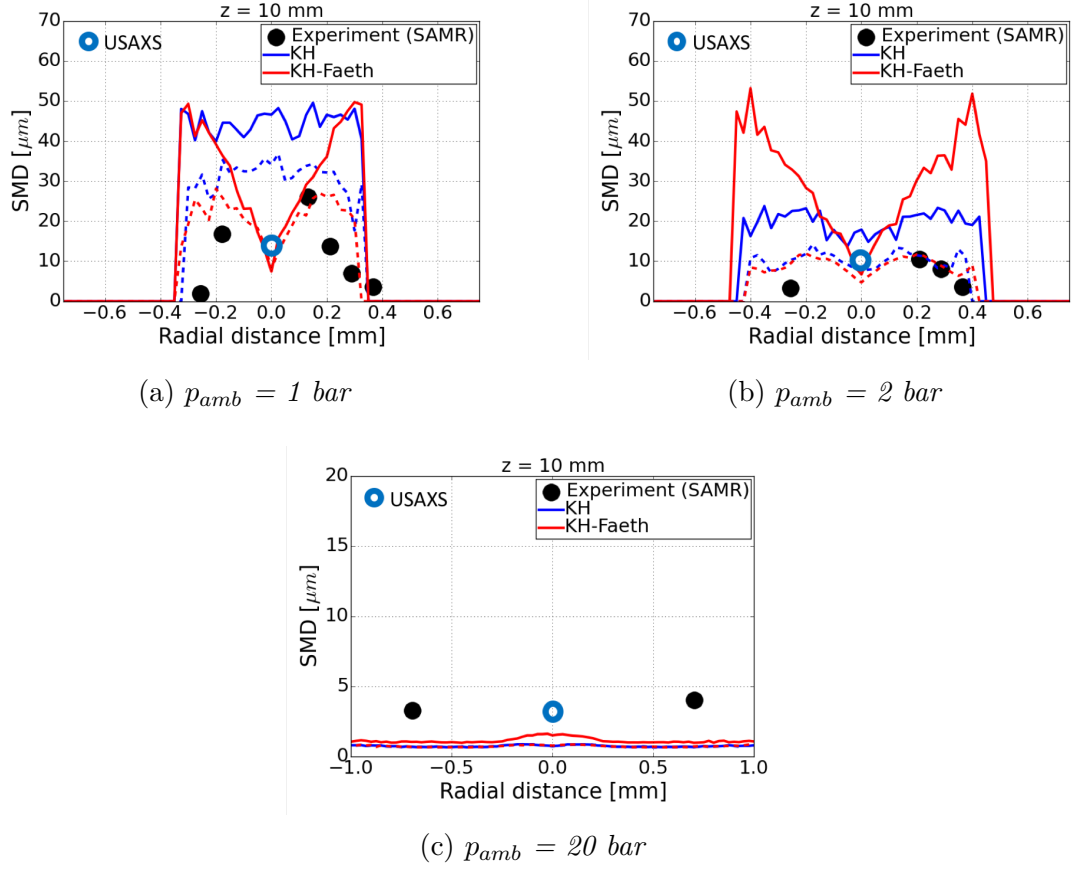 z = 10 mm
70
60
50
40
30
20
10
0
SMD [μm]
USAXS
Experiment (SAMR)
KH
KH-Faeth
−0.6 −0.4 −0.2 0.0 0.2 0.4 0.6
Radial distance [mm]
(a) p_amb = 1 bar
z = 10 mm
70
60
50
40
30
20
10
0
SMD [μm]
USAXS
Experiment (SAMR)
KH
KH-Faeth
−0.6 −0.4 −0.2 0.0 0.2 0.4 0.6
Radial distance [mm]
(b) p_amb = 2 bar
z = 10 mm
20
15
10
5
0
SMD [μm]
USAXS
Experiment (SAMR)
KH
KH-Faeth
−1.0 −0.5 0.0 0.5 1.0
Radial distance [mm]
(c) p_amb = 20 bar